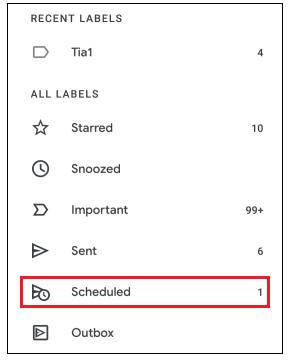 RECENT LABELS
Tia1 4
ALL LABELS
Starred 10
Snoozed
Important 99+
Sent 6
Scheduled 1
Outbox